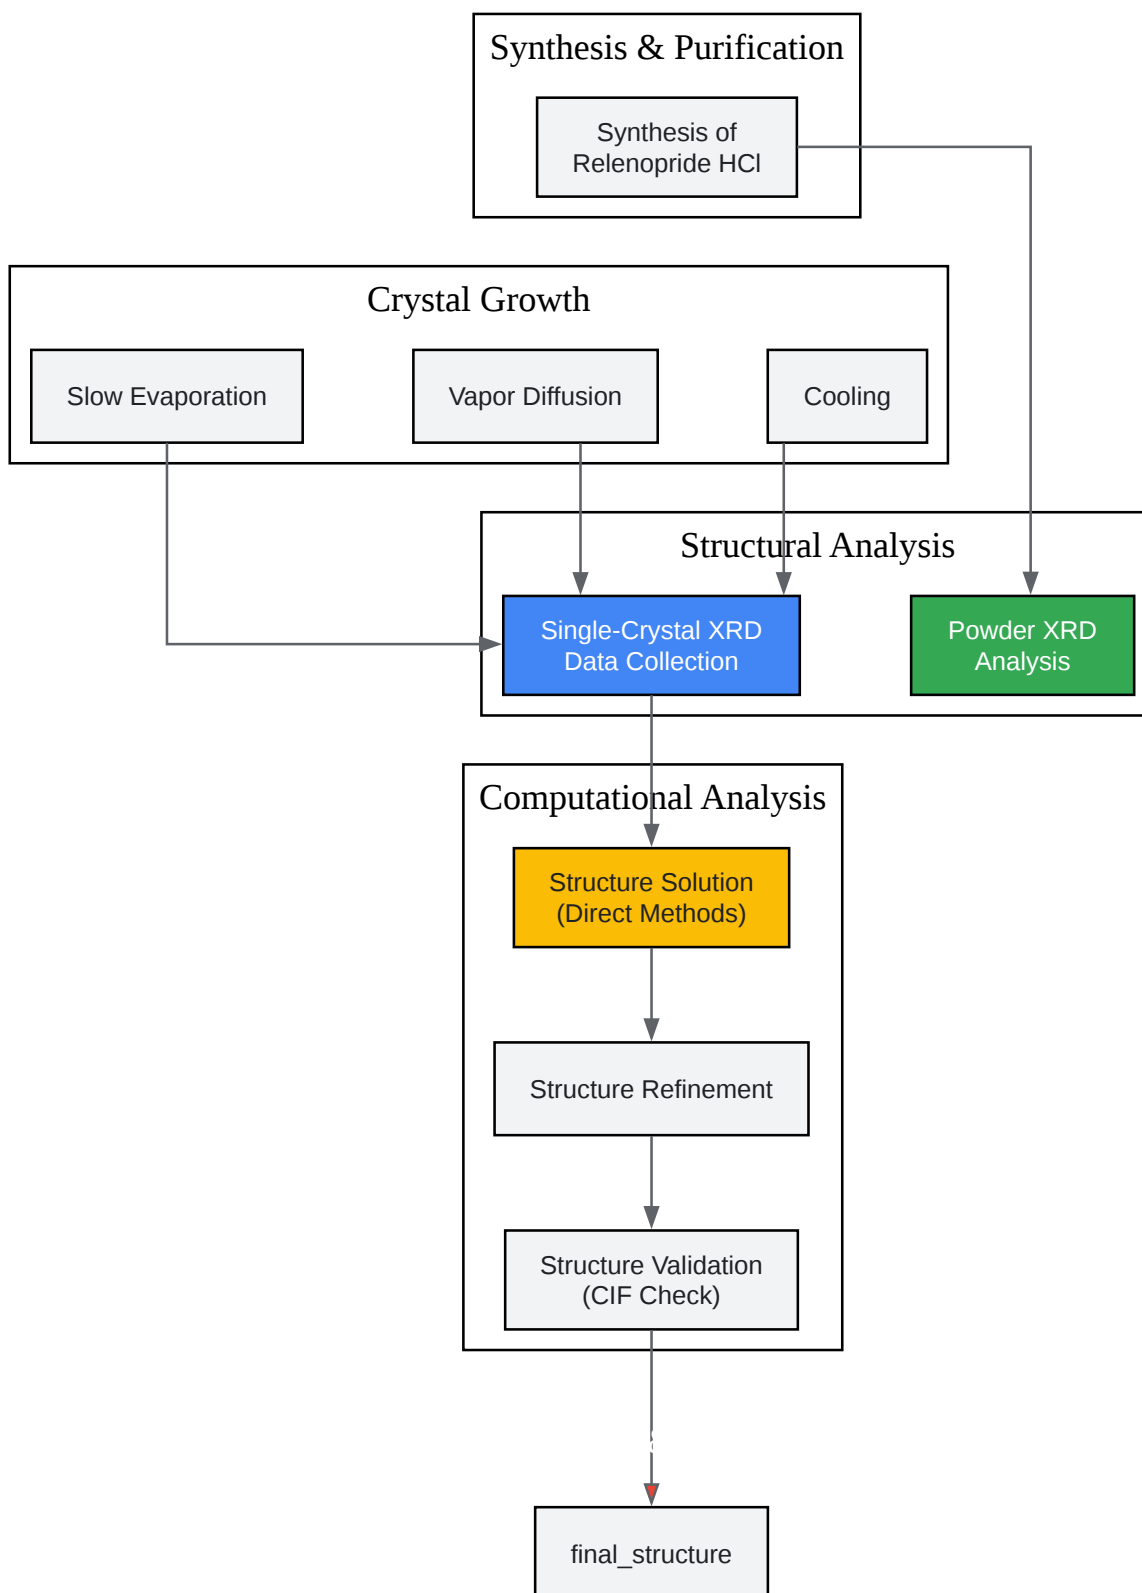 Synthesis & Purification
Synthesis of
Relenopride HCl
Crystal Growth
Slow Evaporation
Vapor Diffusion
Cooling
Structural Analysis
Single-Crystal XRD
Data Collection
Powder XRD
Analysis
Computational Analysis
Structure Solution
(Direct Methods)
Structure Refinement
Structure Validation
(CIF Check)
final_structure